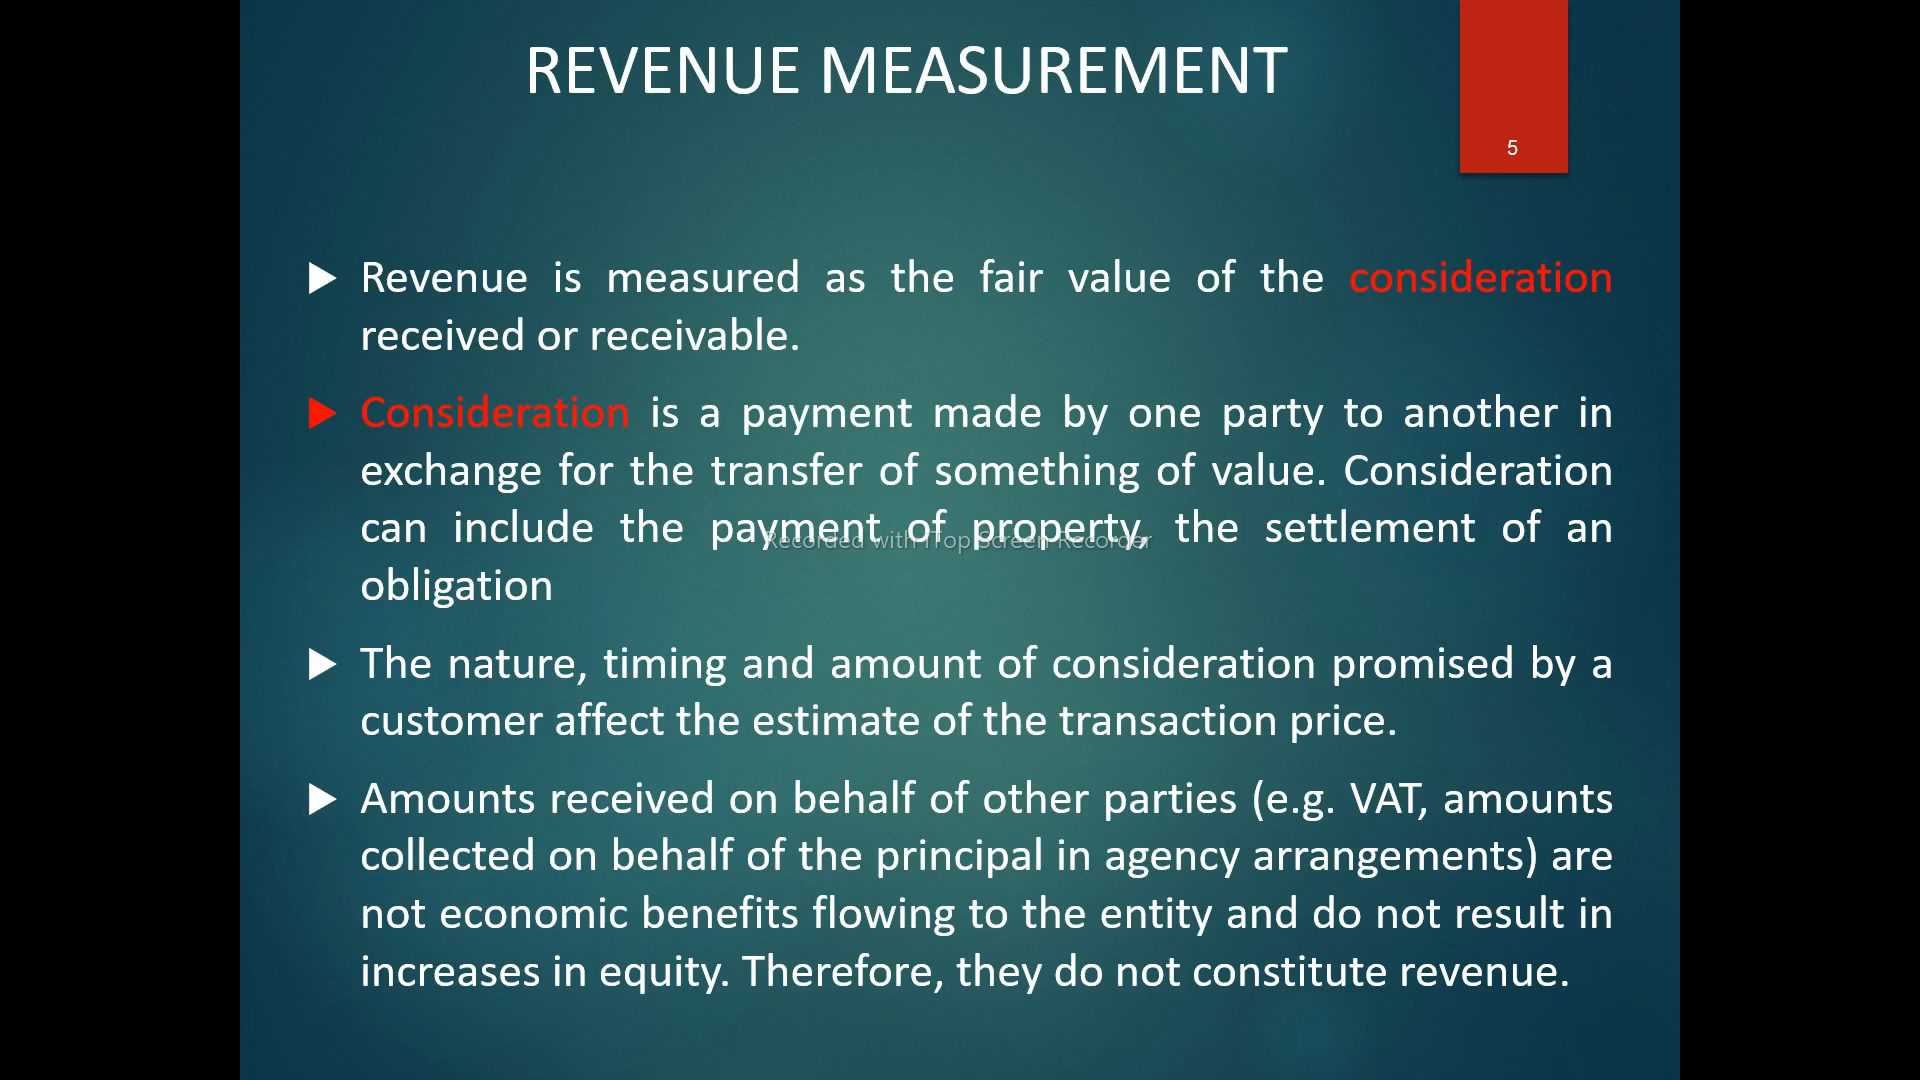 REVENUE MEASUREMENT
5
Revenue is measured as the fair value of the consideration
received or receivable.
Consideration is a payment made by one party to another in
exchange for the transfer of something of value. Consideration
can include the payment of property, the settlement of an
obligation
Recorded with iTop Screen Recorder
The nature, timing and amount of consideration promised by a
customer affect the estimate of the transaction price.
Amounts received on behalf of other parties (e.g. VAT, amounts
collected on behalf of the principal in agency arrangements) are
not economic benefits flowing to the entity and do not result in
increases in equity. Therefore, they do not constitute revenue.